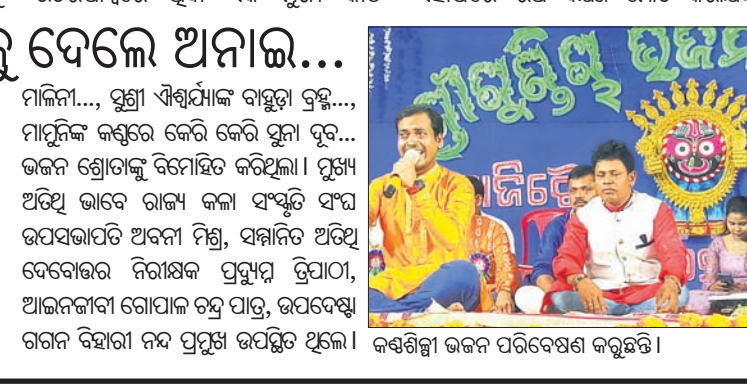 ଦେଲେ ଅନାଇ...
ମାଳିନୀ..., ସୁଶ୍ରୀ ଐଶ୍ୱର୍ଯ୍ୟାଙ୍କ ବାହୁଡ଼ା ବ୍ରହ୍ମ...,
ମାମୁନିଙ୍କ କଣ୍ଠରେ କେରି କେରି ସୁନା ଦୂବ...
ଭଜନ ଶ୍ରୋତାଙ୍କୁ ବିମୋହିତ କରିଥିଲା। ମୁଖ୍ୟ
ଅତିଥି ଭାବେ ରାଜ୍ୟ କଳା ସଂସ୍କୃତି ସଂଘ
ଉପସଭାପତି ଅବନୀ ମିଶ୍ର, ସମ୍ମାନିତ ଅତିଥି
ଦେବୋତ୍ତର ନିରୀକ୍ଷକ ପ୍ରଦ୍ୟୁମ୍ନ ତ୍ରିପାଠୀ,
ଆଇନଜୀବୀ ଗୋପାଳ ଚନ୍ଦ୍ର ପାତ୍ର, ଉପଦେଷ୍ଟା
ଗଗନ ବିହାରୀ ନନ୍ଦ ପ୍ରମୁଖ ଉପସ୍ଥିତ ଥିଲେ।
କଣ୍ଠଶିଳ୍ପୀ ଭଜନ ପରିବେଷଣ କରୁଛନ୍ତି।